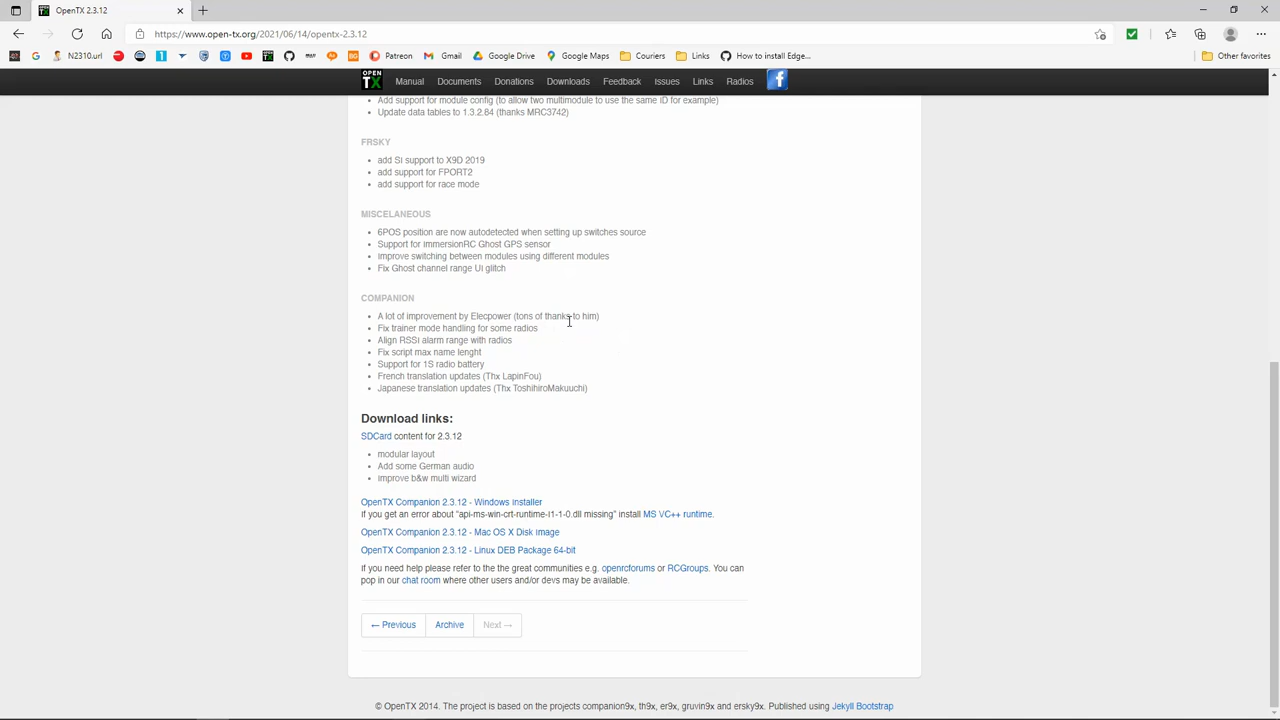 OpenTX 2.3.12
https://www.open-tx.org/2021/06/14/opentx-2.3.12
N2310.url
Patreon
Gmail
Google Drive
Google Maps
Couriers
Links
How to install Edge...
Other favorites
OPEN TX
Manual
Documents
Donations
Downloads
Feedback
Issues
Links
Radios
Add support for module config (to allow two multimodule to use the same ID for example)
Update data tables to 1.3.2.84 (thanks MRC3742)
FRSKY
add Si support to X9D 2019
add support for FPORT2
add support for race mode
MISCELANEOUS
6POS position are now autodetected when setting up switches source
Support for immersionRC Ghost GPS sensor
improve switching between modules using different modules
Fix Ghost channel range Ui glitch
COMPANION
A lot of improvement by Elecpower (tons of thanks to him)
Fix trainer mode handling for some radios
Align RSSi alarm range with radios
Fix script max name lenght
Support for 1S radio battery
French translation updates (Thx LapinFou)
Japanese translation updates (Thx ToshihiroMakuuchi)
Download links:
SDCard content for 2.3.12
modular layout
Add some German audio
improve b&w multi wizard
OpenTX Companion 2.3.12 - Windows installer
if you get an error about "api-ms-win-crt-runtime-l1-1-0.dll missing" install MS VC++ runtime.
OpenTX Companion 2.3.12 - Mac OS X Disk image
OpenTX Companion 2.3.12 - Linux DEB Package 64-bit
if you need help please refer to the the great communities e.g. openrcforums or RCGroups. You can
pop in our chat room where other users and/or devs may be available.
← Previous
Archive
Next →
© OpenTX 2014. The project is based on the projects companion9x, th9x, er9x, gruvin9x and ersky9x. Published using Jekyll Bootstrap